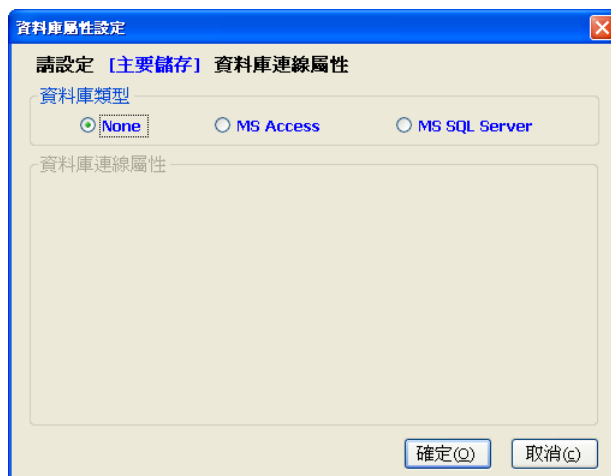 資料庫屬性設定
請設定 [主要儲存] 資料庫連線屬性
資料庫類型
None MS Access MS SQL Server
資料庫連線屬性
確定(O) 取消(c)